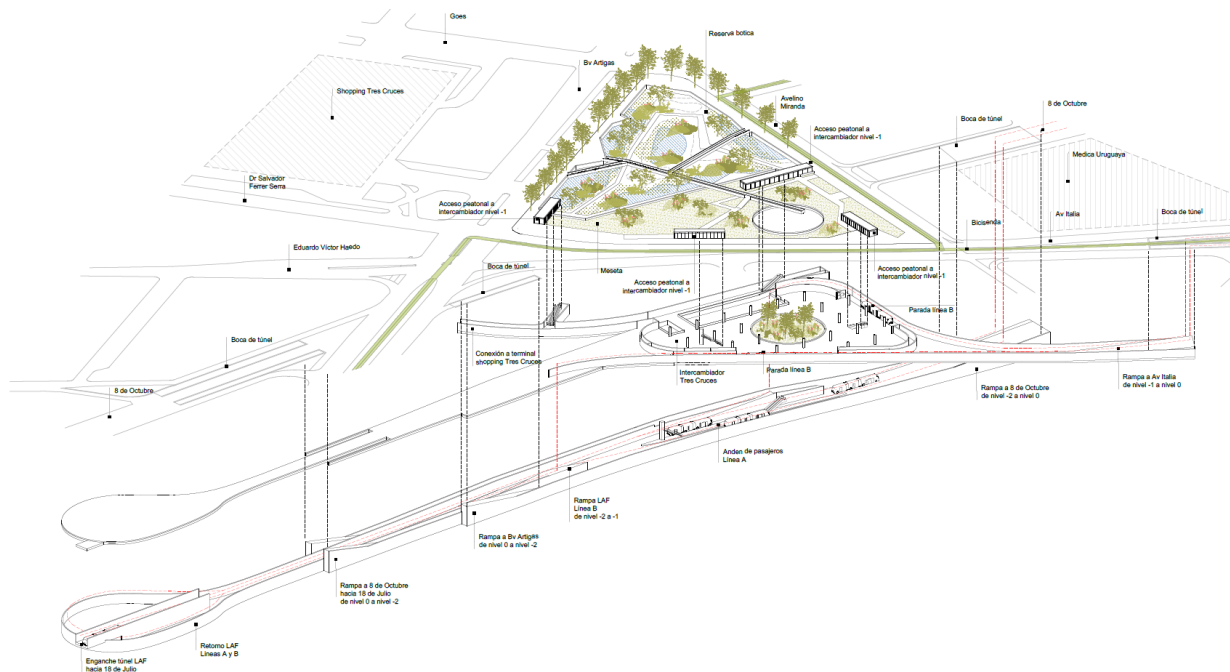 Goes
Reserva botica
Bv Artigas
Shopping Tres Cruces
Avelino
Miranda
8 de Octubre
Boca de túnel
Acceso peatonal a
intercambiador nivel -1
Medica Uruguaya
Dr Salvador
Ferrer Serra
Acceso peatonal a
intercambiador nivel -1
Bicisenda
Av Italia
Boca de túnel
Eduardo Víctor Haedo
Boca de túnel
Meseta
Acceso peatonal a
intercambiador nivel -1
Acceso peatonal a
intercambiador nivel -1
Parada línea B
Boca de túnel
Conexión a terminal
shopping Tres Cruces
Intercambiador
Tres Cruces
Parada línea B
8 de Octubre
Rampa a 8 de Octubre
de nivel -2 a nivel 0
Rampa a Av Italia
de nivel -1 a nivel 0
Anden de pasajeros
Línea A
Rampa LAF
Línea B
de nivel -2 a -1
Rampa a Bv Artigas
de nivel 0 a nivel -2
Rampa a 8 de Octubre
hacia 18 de Julio
de nivel 0 a nivel -2
Retorno LAF
Líneas A y B
Enganche túnel LAF
hacia 18 de Julio